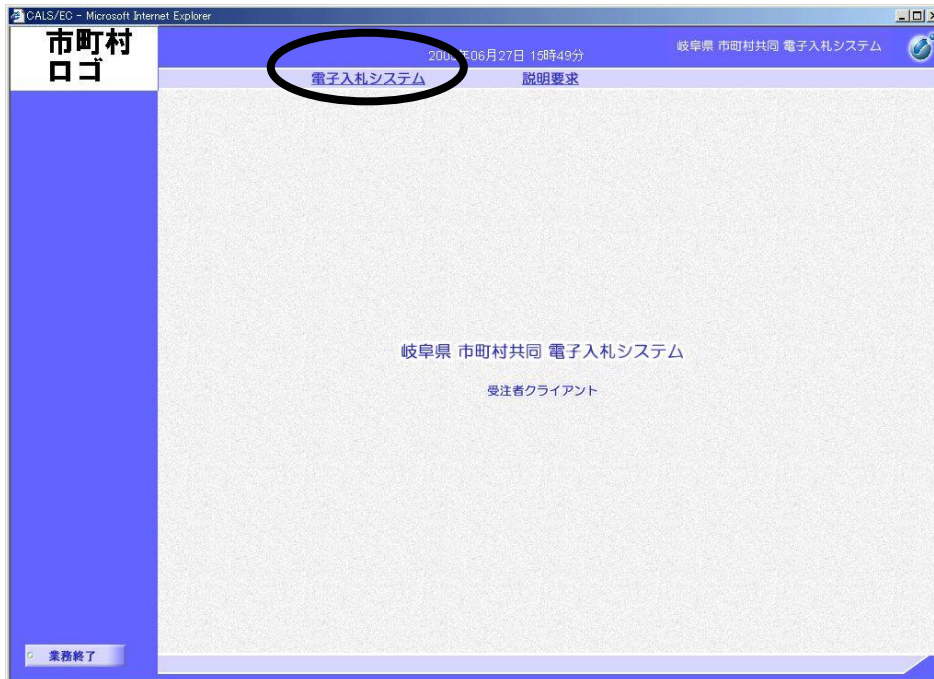 CALS/EC - Microsoft Internet Explorer
市町村
ロゴ
年06月27日 15時49分
岐阜県 市町村共同 電子入札システム
電子入札システム
説明要求
岐阜県 市町村共同 電子入札システム
受注者クライアント
業務終了